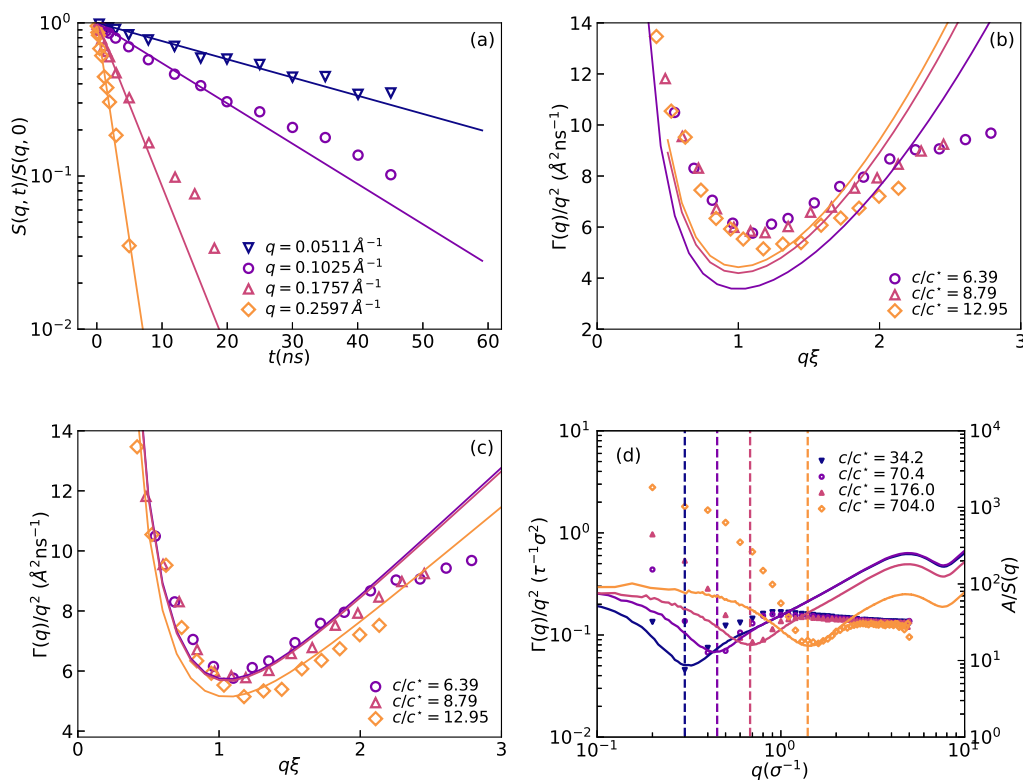 (a)
10^0
10^{-1}
10^{-2}
S(q, t)/S(q, 0)
q = 0.0511 Å^{-1}
q = 0.1025 Å^{-1}
q = 0.1757 Å^{-1}
q = 0.2597 Å^{-1}
0 10 20 30 40 50 60
t(ns)
(b)
14
12
10
8
6
4
2
Γ(q)/q^2 (Å^2 ns^{-1})
c/c^⋆ = 6.39
c/c^⋆ = 8.79
c/c^⋆ = 12.95
0 1 2 3
qξ
(c)
14
12
10
8
6
4
Γ(q)/q^2 (Å^2 ns^{-1})
c/c^⋆ = 6.39
c/c^⋆ = 8.79
c/c^⋆ = 12.95
0 1 2 3
qξ
(d)
10^1
10^0
10^{-1}
10^{-2}
Γ(q)/q^2 (τ^{-1}σ^2)
c/c^⋆ = 34.2
c/c^⋆ = 70.4
c/c^⋆ = 176.0
c/c^⋆ = 704.0
10^4
10^3
10^2
10^1
10^0
A/S(q)
10^{-1} 10^0 10^1
q(σ^{-1})